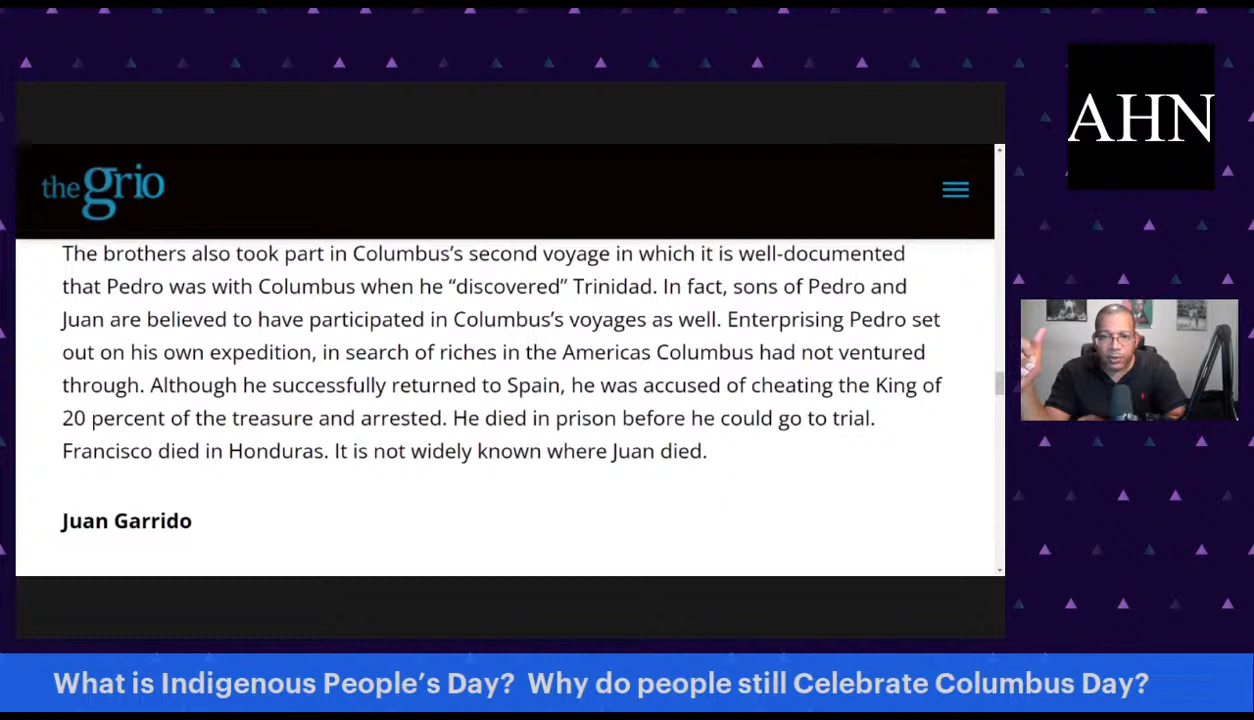 AHN
the grio
The brothers also took part in Columbus’s second voyage in which it is well-documented
that Pedro was with Columbus when he “discovered” Trinidad. In fact, sons of Pedro and
Juan are believed to have participated in Columbus’s voyages as well. Enterprising Pedro set
out on his own expedition, in search of riches in the Americas Columbus had not ventured
through. Although he successfully returned to Spain, he was accused of cheating the King of
20 percent of the treasure and arrested. He died in prison before he could go to trial.
Francisco died in Honduras. It is not widely known where Juan died.
Juan Garrido
What is Indigenous People’s Day?  Why do people still Celebrate Columbus Day?